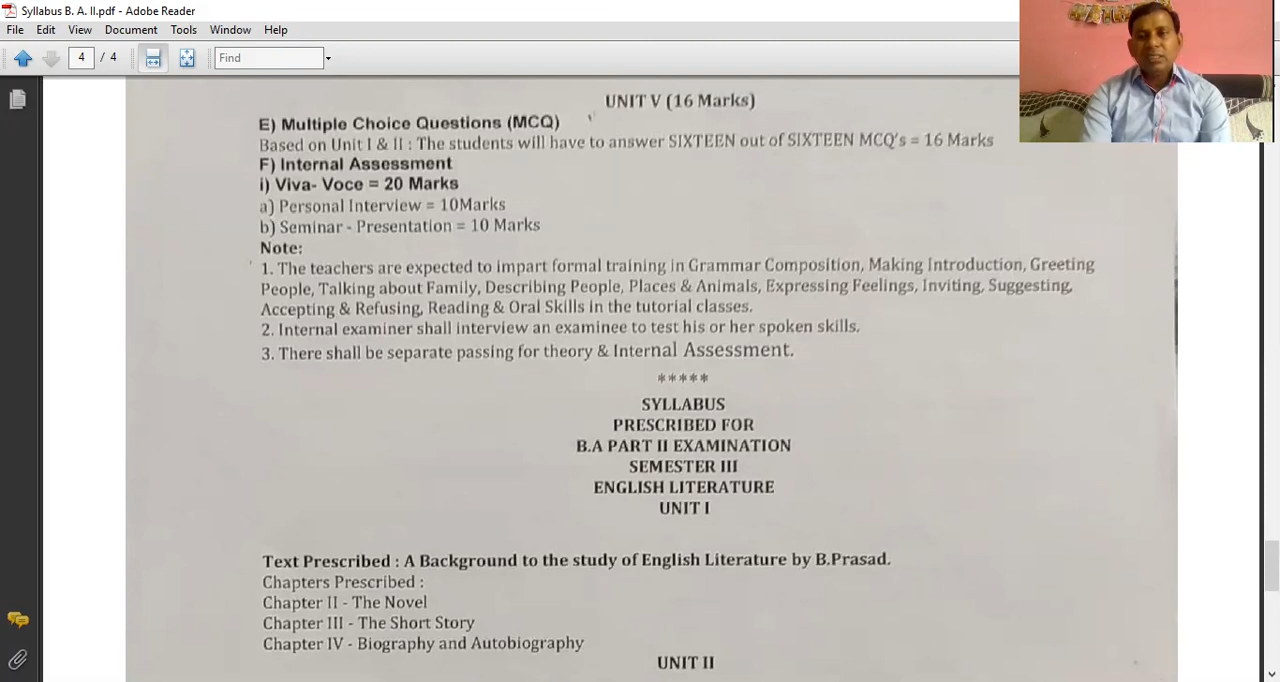 Syllabus B. A. II.pdf - Adobe Reader
File Edit View Document Tools Window Help
4 / 4 Find
UNIT V (16 Marks)
E) Multiple Choice Questions (MCQ)
Based on Unit I & II : The students will have to answer SIXTEEN out of SIXTEEN MCQ's = 16 Marks
F) Internal Assessment
i) Viva- Voce = 20 Marks
a) Personal Interview = 10Marks
b) Seminar - Presentation = 10 Marks
Note:
1. The teachers are expected to impart formal training in Grammar Composition, Making Introduction, Greeting
People, Talking about Family, Describing People, Places & Animals, Expressing Feelings, Inviting, Suggesting,
Accepting & Refusing, Reading & Oral Skills in the tutorial classes.
2. Internal examiner shall interview an examinee to test his or her spoken skills.
3. There shall be separate passing for theory & Internal Assessment.
*****
SYLLABUS
PRESCRIBED FOR
B.A PART II EXAMINATION
SEMESTER III
ENGLISH LITERATURE
UNIT I
Text Prescribed : A Background to the study of English Literature by B.Prasad.
Chapters Prescribed :
Chapter II - The Novel
Chapter III - The Short Story
Chapter IV - Biography and Autobiography
UNIT II